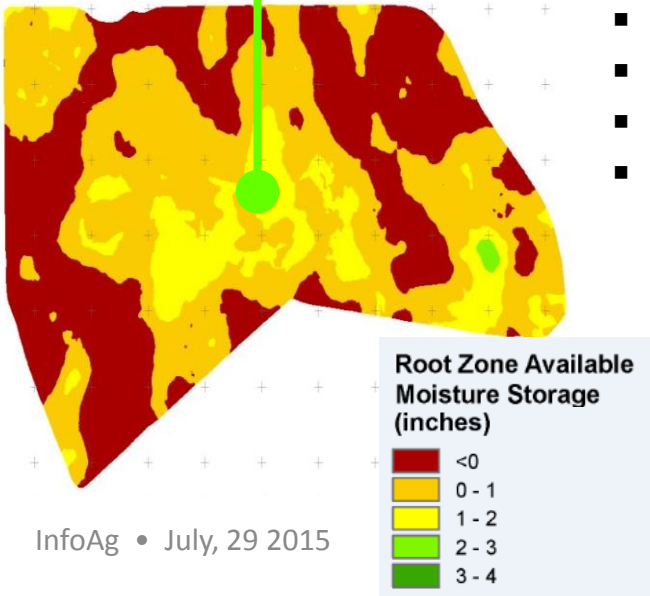 Root Zone Available
Moisture Storage
(inches)
<0
0 - 1
1 - 2
2 - 3
3 - 4
InfoAg • July, 29 2015